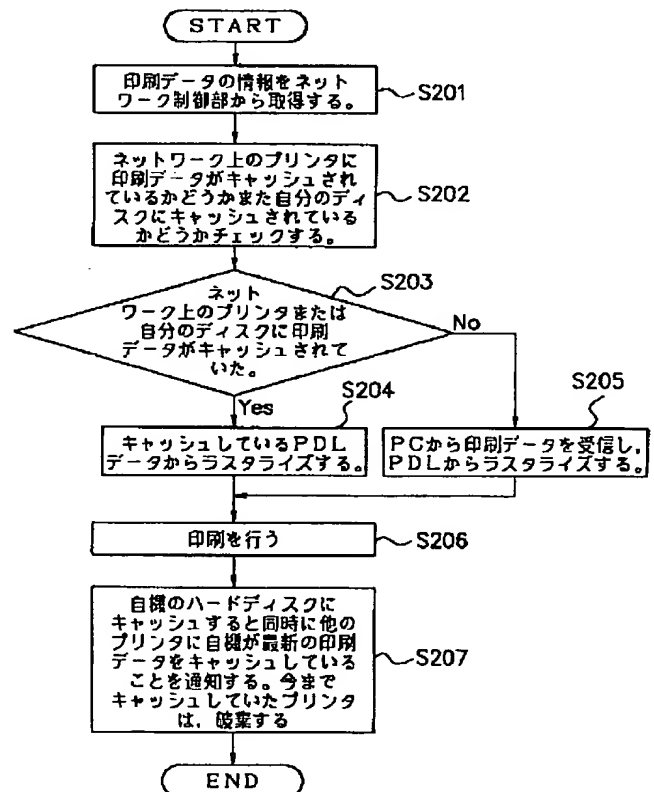 START
印刷データの情報をネット
ワーク制御部から取得する。
S201
ネットワーク上のプリンタに
印刷データがキャッシュされ
ているかどうかまた自分のディ
スクにキャッシュされている
かどうかチェックする。
S202
S203
ネット
ワーク上のプリンタまたは
自分のディスクに印刷
データがキャッシュされて
いた。
No
Yes
S204
キャッシュしているPDL
データからラスタライズする。
S205
PCから印刷データを受信し,
PDLからラスタライズする。
印刷を行う
S206
自機のハードディスクに
キャッシュすると同時に他の
プリンタに自機が最新の印刷
データをキャッシュしている
ことを通知する。今まで
キャッシュしていたプリンタ
は, 破棄する
S207
END